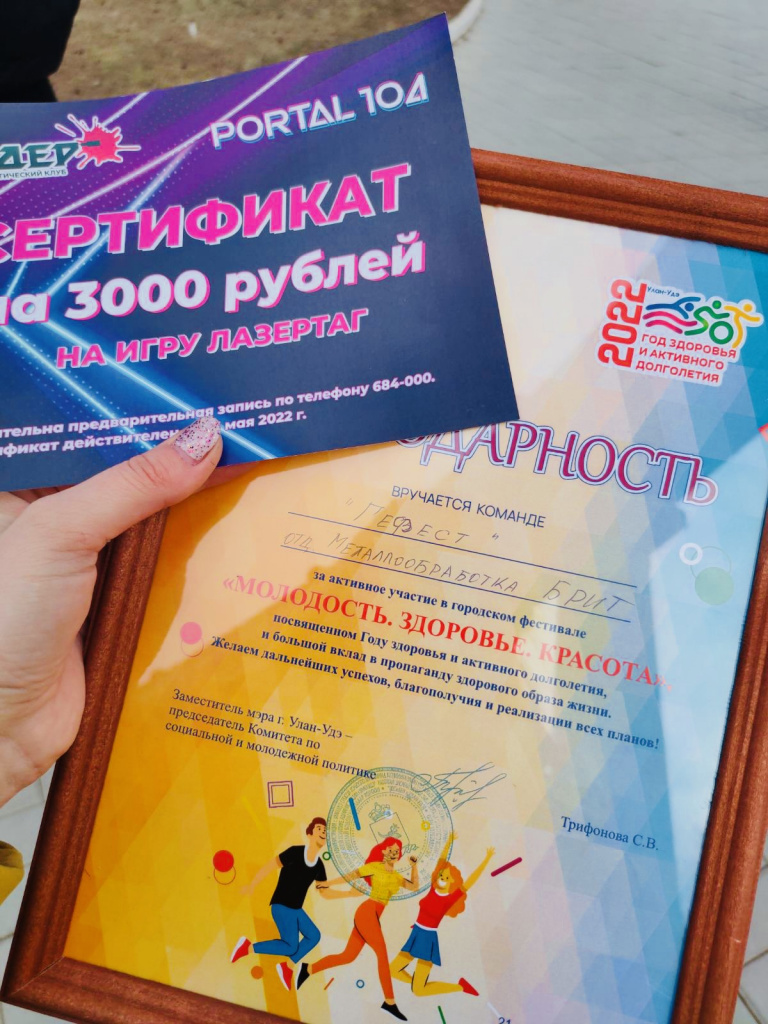 PORTAL 104
СЕРТИФИКАТ
на 3000 рублей
НА ИГРУ ЛАЗЕРТАГ
предварительная запись по телефону 684-000.
мая 2022 г.
Улан-Удэ
2022
ГОД ЗДОРОВЬЯ
И АКТИВНОГО
ДОЛГОЛЕТИЯ
ДАРНОСТЬ
ВРУЧАЕТСЯ КОМАНДЕ
"ГЕФЕСТ"
ОТД. МЕТАЛЛООБРАБОТКА БРИТ
за активное участие в городском фестивале
«МОЛОДОСТЬ. ЗДОРОВЬЕ. КРАСОТА»,
посвященном Году здоровья и активного долголетия,
и большой вклад в пропаганду здорового образа жизни.
Желаем дальнейших успехов, благополучия и реализации всех планов!
Заместитель мэра г. Улан-Удэ –
председатель Комитета по
социальной и молодежной политике
Трифонова С.В.
21